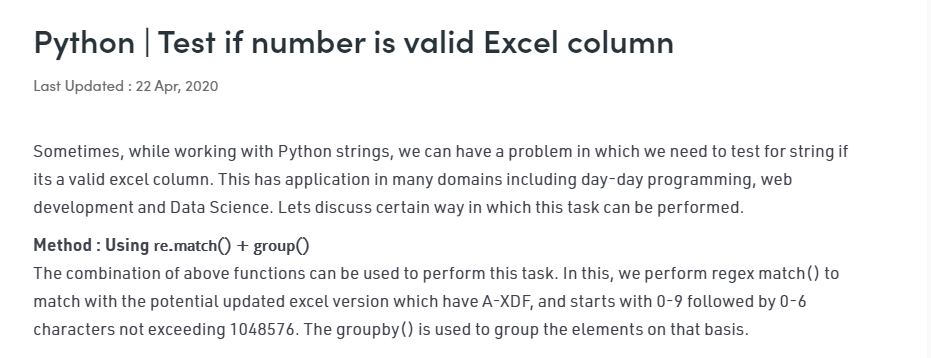 Python | Test if number is valid Excel column
Last Updated : 22 Apr, 2020
Sometimes, while working with Python strings, we can have a problem in which we need to test for string if
its a valid excel column. This has application in many domains including day-day programming, web
development and Data Science. Lets discuss certain way in which this task can be performed.
Method : Using re.match() + group()
The combination of above functions can be used to perform this task. In this, we perform regex match() to
match with the potential updated excel version which have A-XDF, and starts with 0-9 followed by 0-6
characters not exceeding 1048576. The groupby() is used to group the elements on that basis.